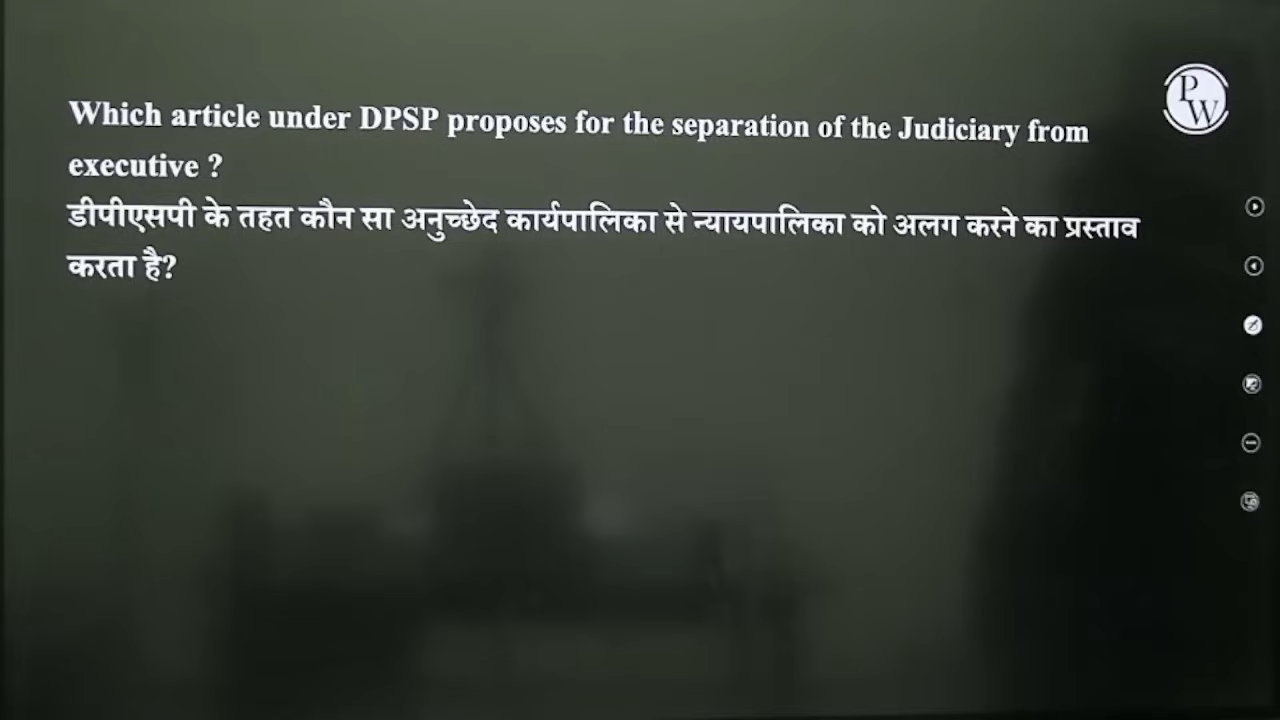 PW
Which article under DPSP proposes for the separation of the Judiciary from
executive ?
डीपीएसपी के तहत कौन सा अनुच्छेद कार्यपालिका से न्यायपालिका को अलग करने का प्रस्ताव
करता है?